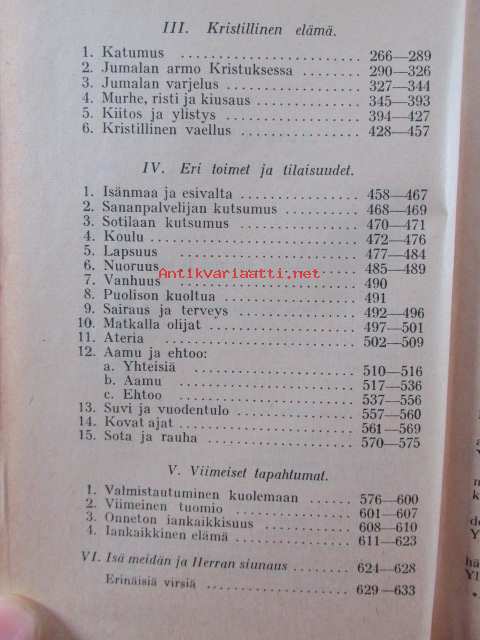 III. Kristillinen elämä.
1. Katumus ........................ 266—289
2. Jumalan armo Kristuksessa ........ 290—326
3. Jumalan varjelus ................ 327—344
4. Murhe, risti ja kiusaus .......... 345—393
5. Kiitos ja ylistys ................ 394—427
6. Kristillinen vaellus .............. 428—457
IV. Eri toimet ja tilaisuudet.
1. Isänmaa ja esivalta .............. 458—467
2. Sananpalvelijan kutsumus .......... 468—469
3. Sotilaan kutsumus ................ 470—471
4. Koulu ............................ 472—476
5. Lapsuus .......................... 477—484
6. Nuoruus .......................... 485—489
Antikvariaatti.net
7. Vanhuus .......................... 490
8. Puolison kuoltua .................. 491
9. Sairaus ja terveys ................ 492—496
10. Matkalla olijat .................. 497—501
11. Ateria .......................... 502—509
12. Aamu ja ehtoo:
a. Yhteisiä ........................ 510—516
b. Aamu ............................ 517—536
c. Ehtoo ............................ 537—556
13. Suvi ja vuodentulo .............. 557—560
14. Kovat ajat ...................... 561—569
15. Sota ja rauha .................... 570—575
V. Viimeiset tapahtumat.
1. Valmistautuminen kuolemaan ...... 576—600
2. Viimeinen tuomio ................ 601—607
3. Onneton iankaikkisuus ............ 608—610
4. Iankaikkinen elämä .............. 611—623
VI. Isä meidän ja Herran siunaus ...... 624—628
Erinäisiä virsiä .................... 629—633